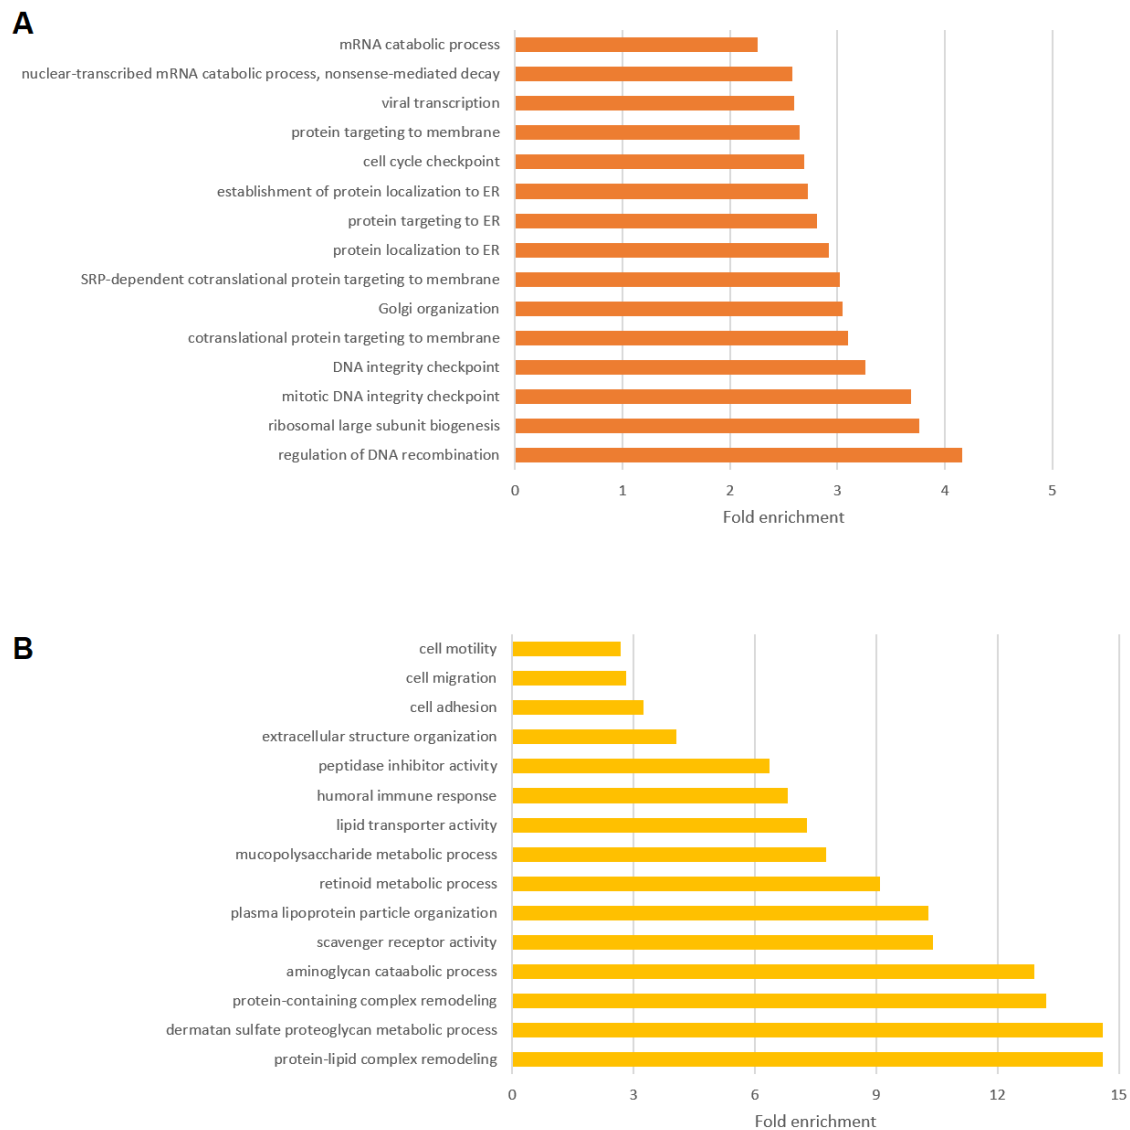 A
mRNA catabolic process
nuclear-transcribed mRNA catabolic process, nonsense-mediated decay
viral transcription
protein targeting to membrane
cell cycle checkpoint
establishment of protein localization to ER
protein targeting to ER
protein localization to ER
SRP-dependent cotranslational protein targeting to membrane
Golgi organization
cotranslational protein targeting to membrane
DNA integrity checkpoint
mitotic DNA integrity checkpoint
ribosomal large subunit biogenesis
regulation of DNA recombination
0 1 2 3 4 5
Fold enrichment
B
cell motility
cell migration
cell adhesion
extracellular structure organization
peptidase inhibitor activity
humoral immune response
lipid transporter activity
mucopolysaccharide metabolic process
retinoid metabolic process
plasma lipoprotein particle organization
scavenger receptor activity
aminoglycan cataabolic process
protein-containing complex remodeling
dermatan sulfate proteoglycan metabolic process
protein-lipid complex remodeling
0 3 6 9 12 15
Fold enrichment